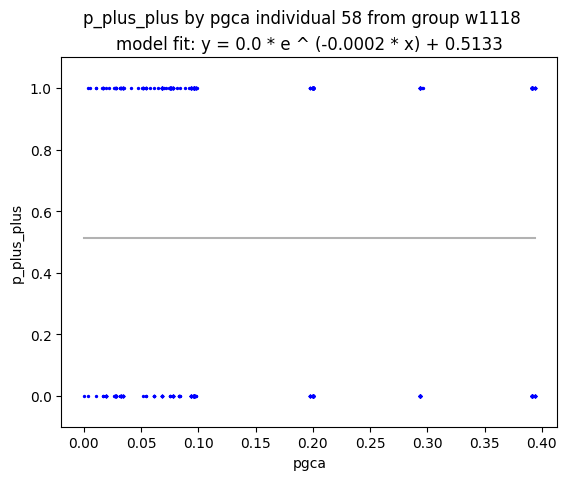 p_plus_plus by pgca individual 58 from group w1118
model fit: y = 0.0 * e ^ (-0.0002 * x) + 0.5133
1.0
0.8
p_plus_plus
0.6
0.4
0.2
0.0
0.00 0.05 0.10 0.15 0.20 0.25 0.30 0.35 0.40
pgca